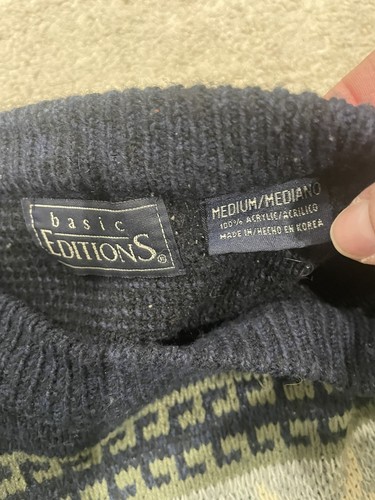 basic
EDITIONS®
MEDIUM/MEDIANO
100% ACRYLIC/ACRILICO
MADE IN/HECHO EN KOREA